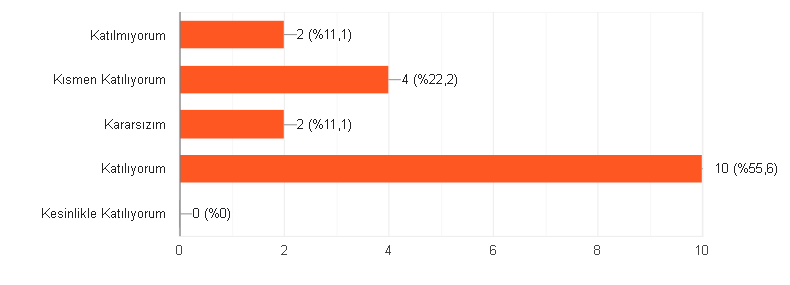 Katılmıyorum 2 (%11,1)
Kısmen Katılıyorum 4 (%22,2)
Kararsızım 2 (%11,1)
Katılıyorum 10 (%55,6)
Kesinlikle Katılıyorum 0 (%0)
0 2 4 6 8 10